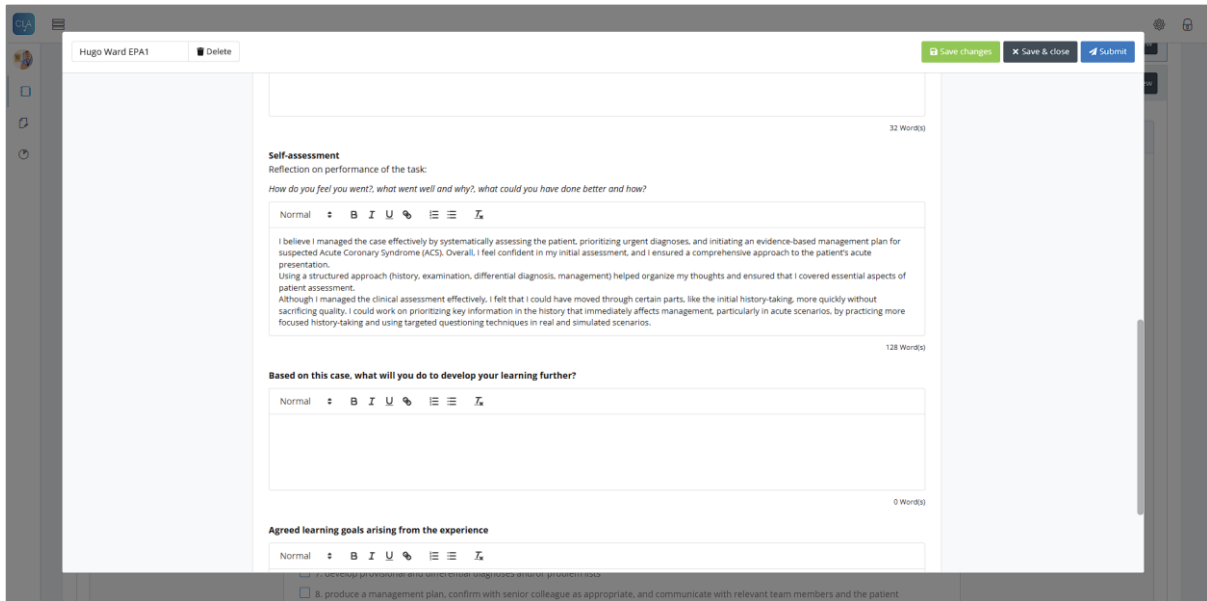 CLA
Hugo Ward EPA1
Delete
Save changes
Save & close
Submit
32 Word(s)
Self-assessment
Reflection on performance of the task:
How do you feel you went?, what went well and why?, what could you have done better and how?
Normal B I U
I believe I managed the case effectively by systematically assessing the patient, prioritizing urgent diagnoses, and initiating an evidence-based management plan for
suspected Acute Coronary Syndrome (ACS). Overall, I feel confident in my initial assessment, and I ensured a comprehensive approach to the patient's acute
presentation.
Using a structured approach (history, examination, differential diagnosis, management) helped organize my thoughts and ensured that I covered essential aspects of
patient assessment.
Although I managed the clinical assessment effectively, I felt that I could have moved through certain parts, like the initial history-taking, more quickly without
sacrificing quality. I could work on prioritizing key information in the history that immediately affects management, particularly in acute scenarios, by practicing more
focused history-taking and using targeted questioning techniques in real and simulated scenarios.
128 Word(s)
Based on this case, what will you do to develop your learning further?
Normal B I U
0 Word(s)
Agreed learning goals arising from the experience
Normal B I U
7. develop provisional and differential diagnoses and/or problem lists
8. produce a management plan, confirm with senior colleague as appropriate, and communicate with relevant team members and the patient